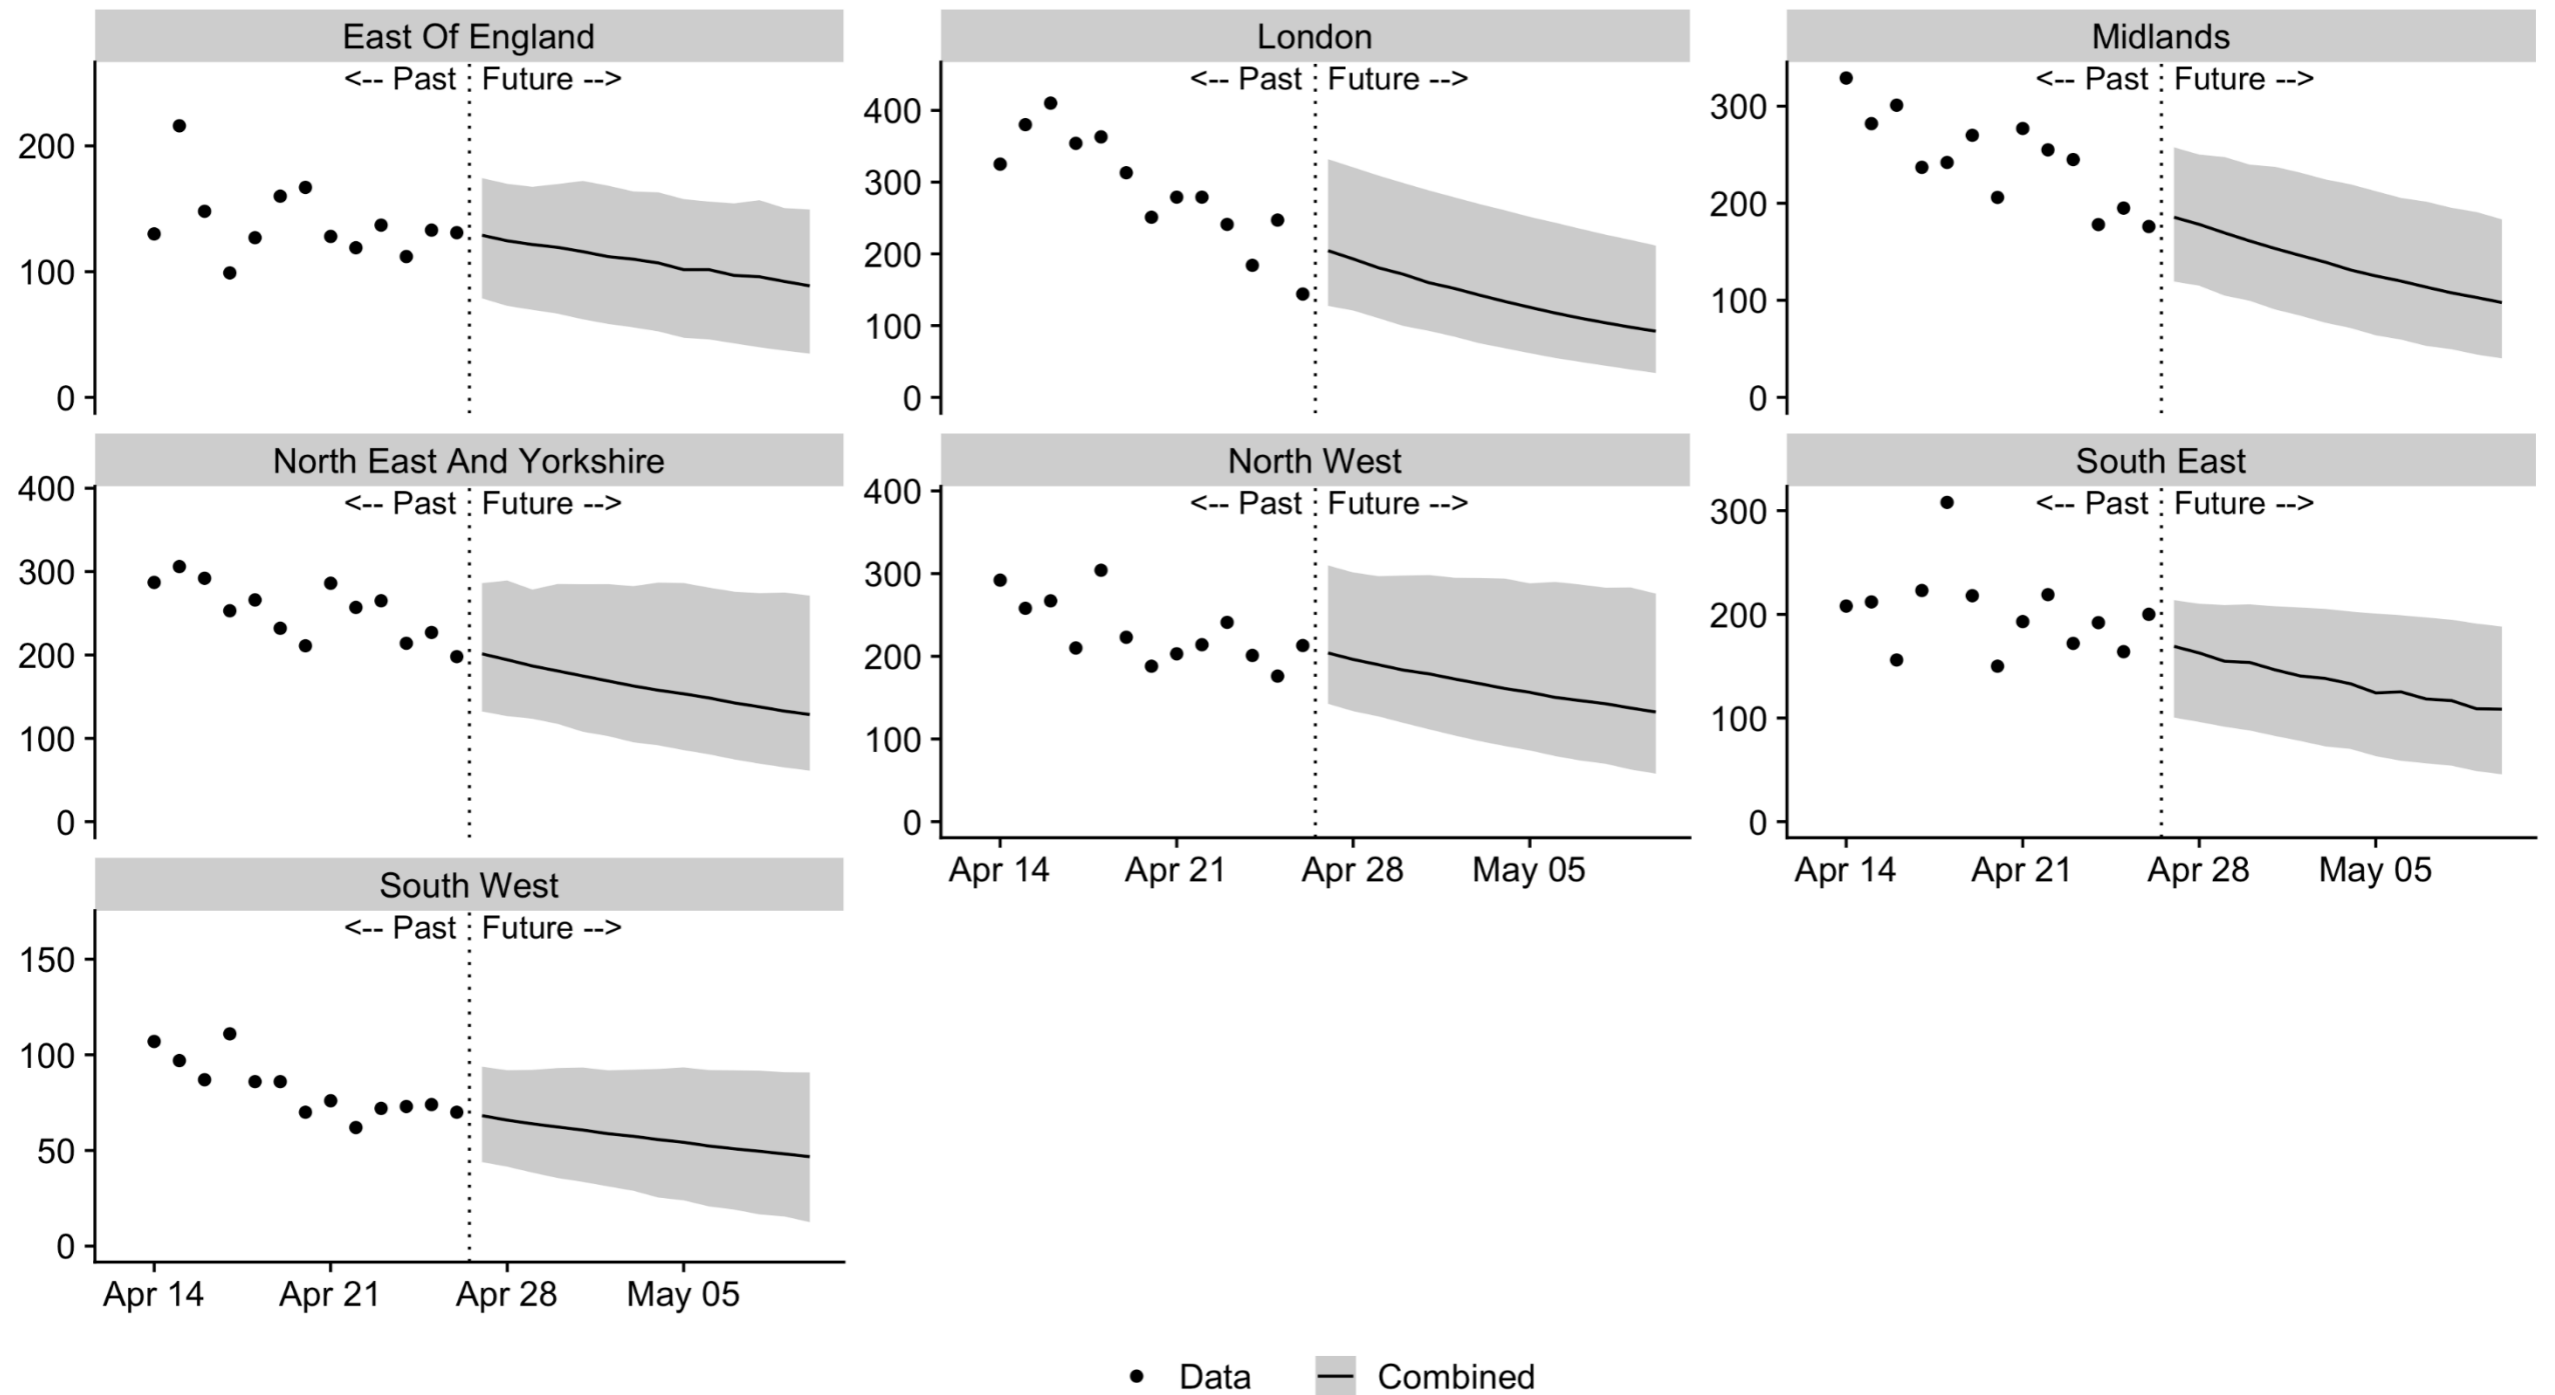 East Of England
<-- Past Future -->
200
100
0
London
<-- Past Future -->
400
300
200
100
0
Midlands
<-- Past Future -->
300
200
100
0
North East And Yorkshire
<-- Past Future -->
400
300
200
100
0
North West
<-- Past Future -->
400
300
200
100
0
Apr 14 Apr 21 Apr 28 May 05
South East
<-- Past Future -->
300
200
100
0
Apr 14 Apr 21 Apr 28 May 05
South West
<-- Past Future -->
150
100
50
0
Apr 14 Apr 21 Apr 28 May 05
Data Combined